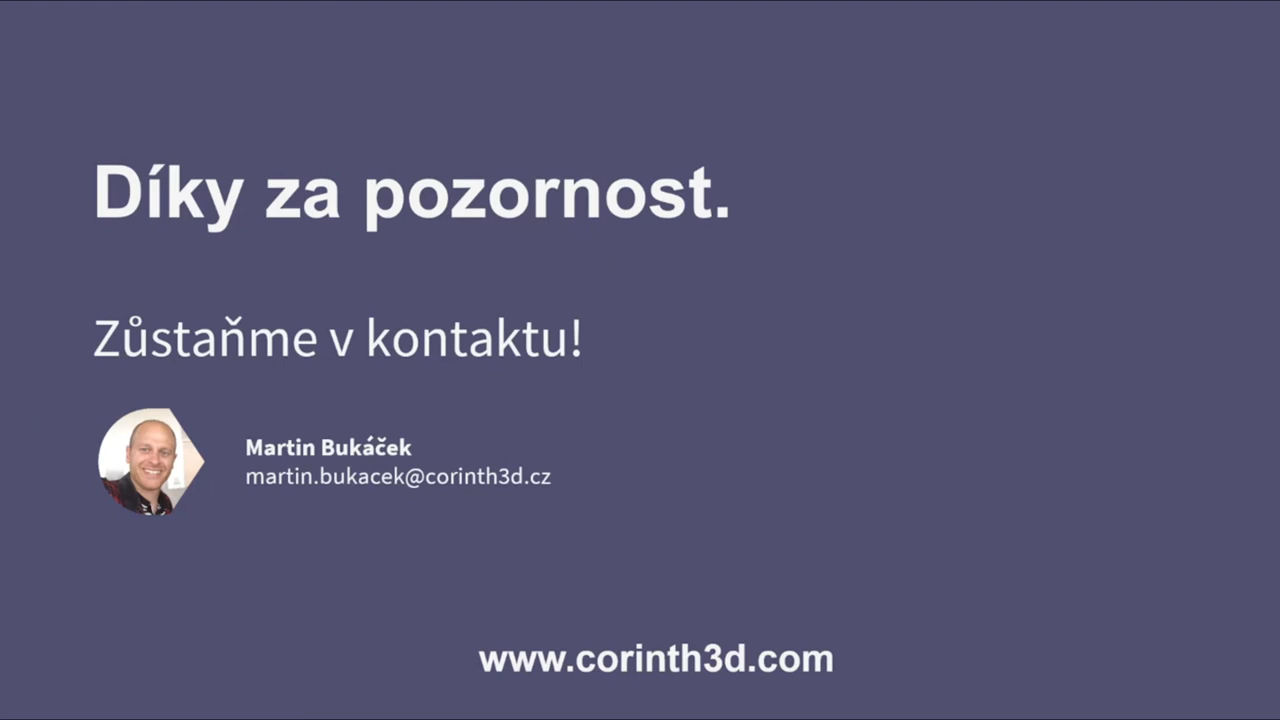 Díky za pozornost.
Zůstaňme v kontaktu!
Martin Bukáček
martin.bukacek@corinth3d.cz
www.corinth3d.com